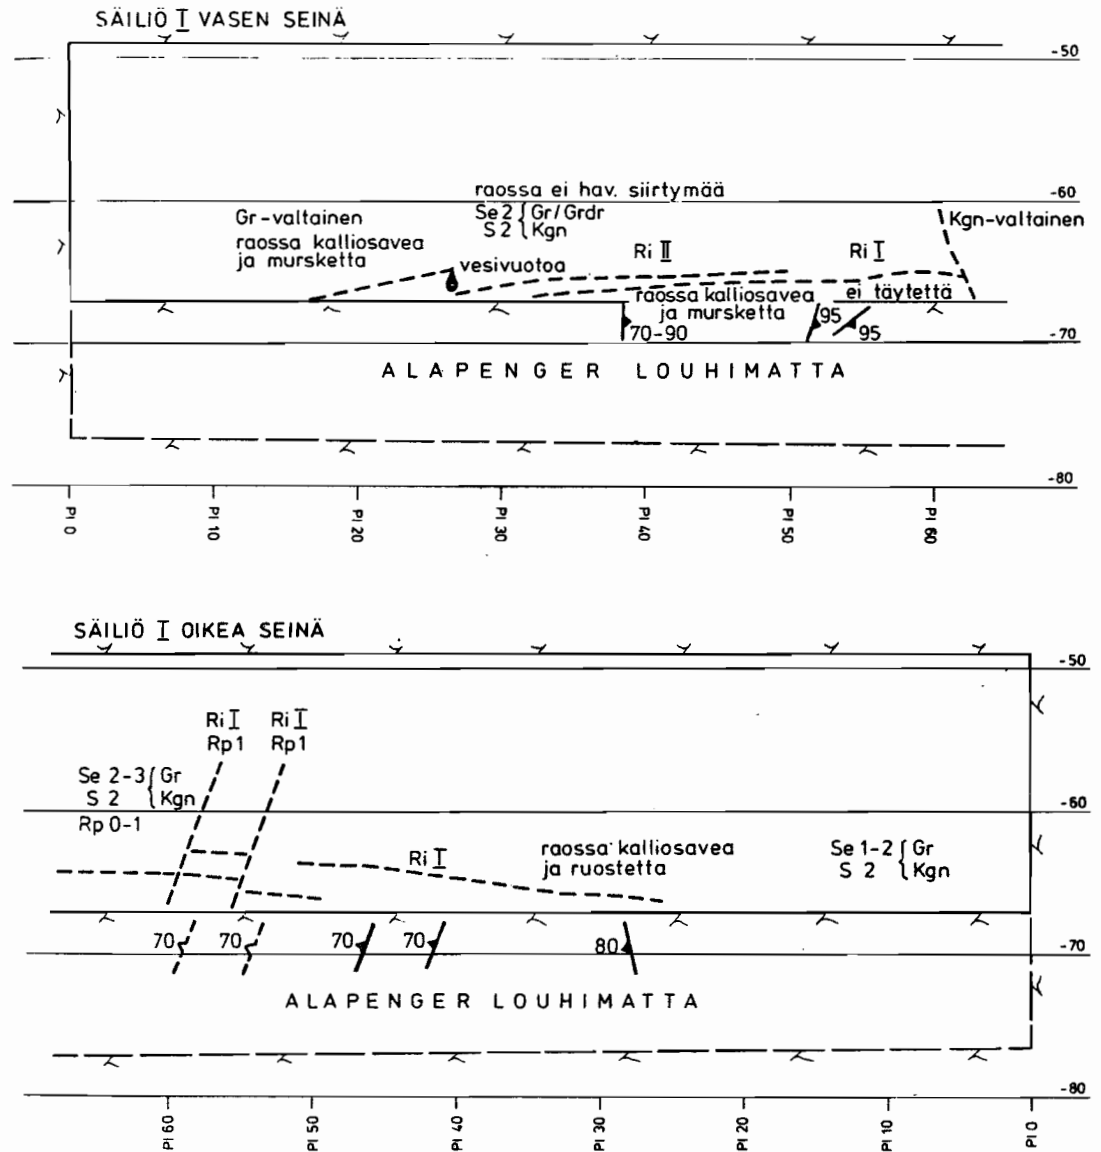 SÄILIÖ I VASEN SEINÄ
-50
raossa ei hav. siirtymää
-60
Gr-valtainen
Se 2 { Gr/Grdr
Kgn-valtainen
raossa kalliosavea
S 2 { Kgn
ja mursketta
Ri II
Ri I
vesivuotoa
raossa kalliosavea
ei täytettä
ja mursketta
95
70-90
95
-70
ALAPENGER LOUHIMATTA
-80
Pl 0
Pl 10
Pl 20
Pl 30
Pl 40
Pl 50
Pl 60
SÄILIÖ I OIKEA SEINÄ
-50
Ri I
Ri I
Rp 1
Rp 1
Se 2-3 { Gr
S 2 { Kgn
-60
Rp 0-1
Ri I
raossa kalliosavea
ja ruostetta
Se 1-2 { Gr
S 2 { Kgn
70
70
70
70
80
-70
ALAPENGER LOUHIMATTA
-80
Pl 60
Pl 50
Pl 40
Pl 30
Pl 20
Pl 10
Pl 0